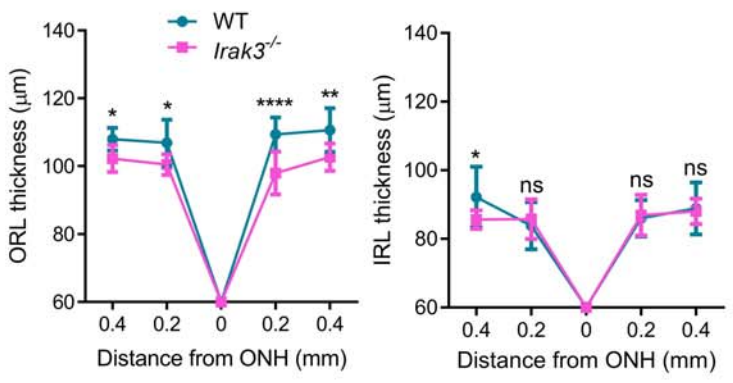 WT
Irak3-/-
ORL thickness (μm)
140
120
100
80
60
*
*
****
**
0.4
0.2
0
0.2
0.4
Distance from ONH (mm)
IRL thickness (μm)
140
120
100
80
60
*
ns
ns
ns
0.4
0.2
0
0.2
0.4
Distance from ONH (mm)